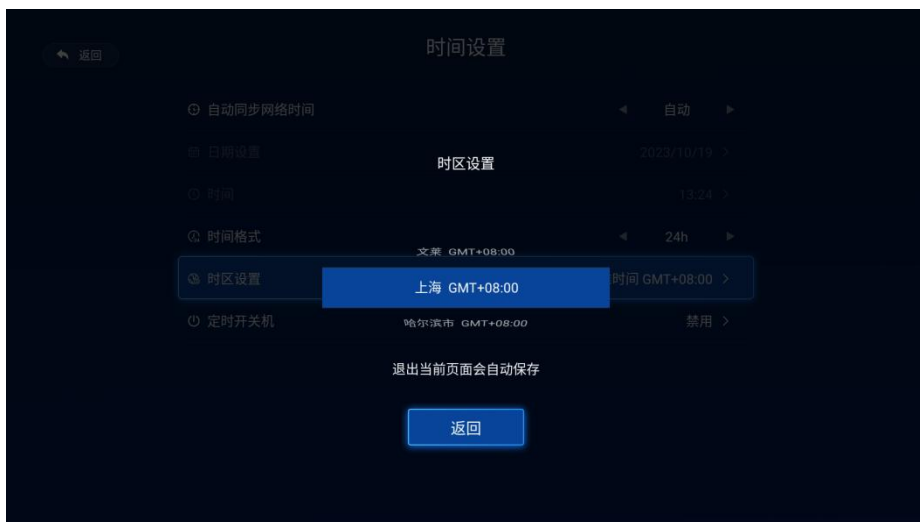 返回
时间设置
自动同步网络时间
自动
日期设置
2023/10/19
时区设置
时间
13:24
时间格式
24h
文莱 GMT+08:00
时区设置
上海 GMT+08:00
时间 GMT+08:00
定时开关机
哈尔滨市 GMT+08:00
禁用
退出当前页面会自动保存
返回